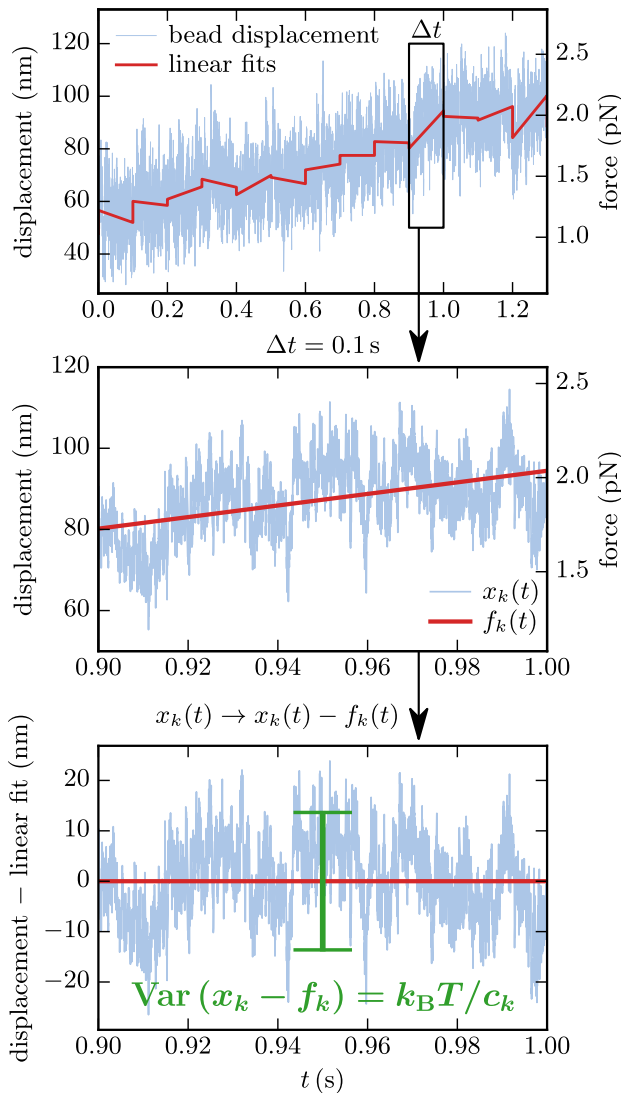 bead displacement
linear fits
Δt
displacement (nm)
120
100
80
60
40
force (pN)
2.5
2.0
1.5
1.0
0.0 0.2 0.4 0.6 0.8 1.0 1.2
Δt = 0.1 s
displacement (nm)
120
100
80
60
force (pN)
2.5
2.0
1.5
x_k(t)
f_k(t)
0.90 0.92 0.94 0.96 0.98 1.00
x_k(t) → x_k(t) − f_k(t)
displacement − linear fit (nm)
20
10
0
−10
−20
Var (x_k − f_k) = k_B T/c_k
0.90 0.92 0.94 0.96 0.98 1.00
t (s)